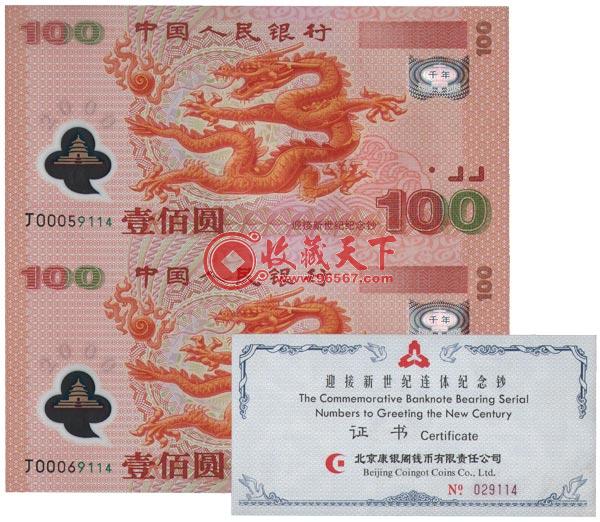 100 中国人民银行 100
千年
2000
J00059114 壹佰圆 迎接新世纪纪念钞 100
收藏天下
www.96567.com
100 中国人民银行 100
千年
2000
J00069114 壹佰圆
迎接新世纪连体纪念钞
The Commemorative Banknote Bearing Serial
Numbers to Greeting the New Century
证 书 Certificate
北京康银阁钱币有限责任公司
Beijing Coingot Coins Co., Ltd.
No 029114